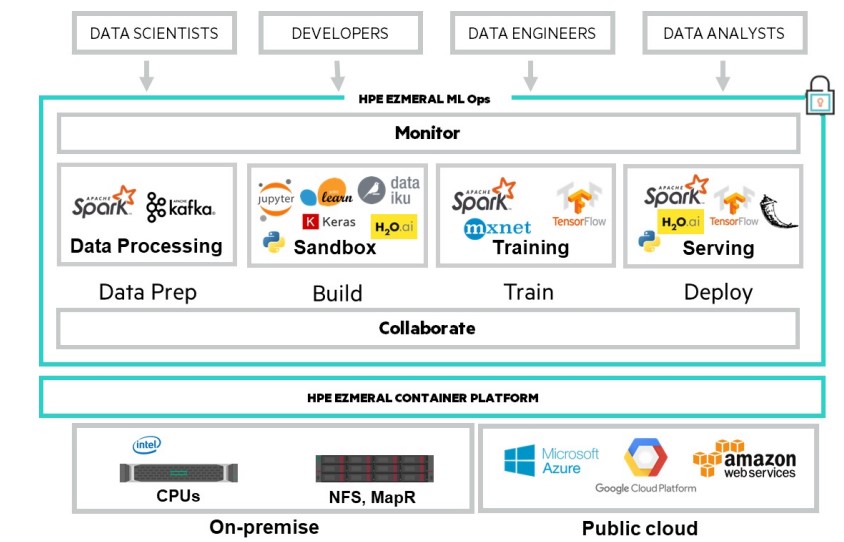 DATA SCIENTISTS
DEVELOPERS
DATA ENGINEERS
DATA ANALYSTS
HPE EZMERAL ML Ops
Monitor
APACHE
Spark
APACHE
kafka.
Data Processing
jupyter
learn
data
iku
K Keras
H2O.ai
Sandbox
APACHE
Spark
TensorFlow
mxnet
Training
APACHE
Spark
H2O.ai
TensorFlow
Serving
Data Prep
Build
Train
Deploy
Collaborate
HPE EZMERAL CONTAINER PLATFORM
intel
CPUs
NFS, MapR
Microsoft
Azure
Google Cloud Platform
amazon
web services
On-premise
Public cloud